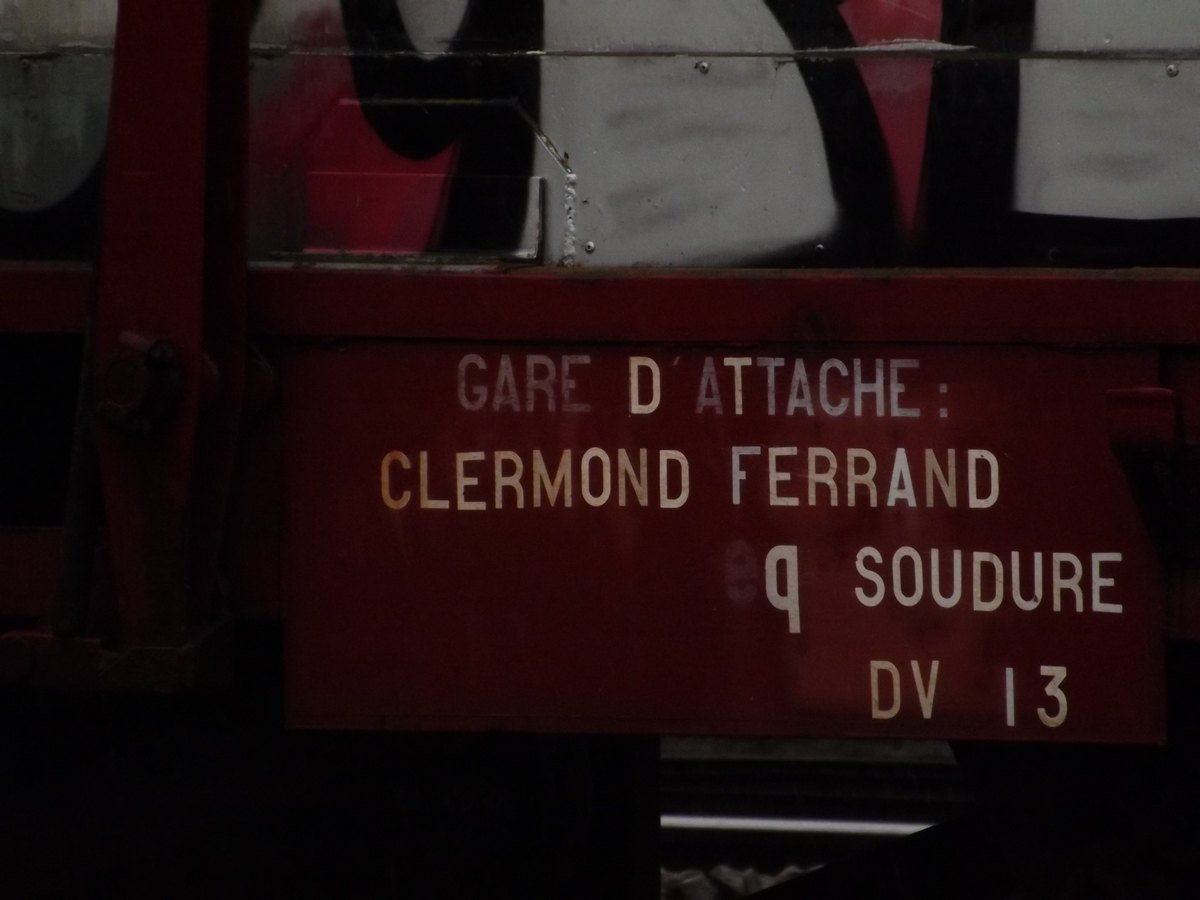 GARE D'ATTACHE:
CLERMOND FERRAND
q SOUDURE
DV 13